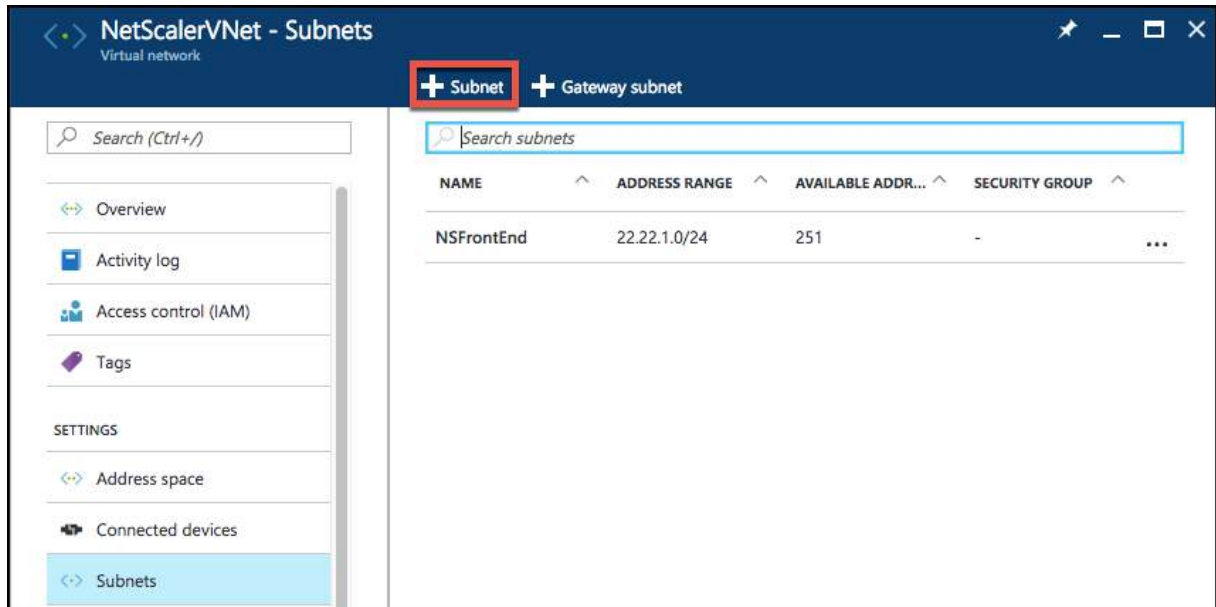 NetScalerVNet - Subnets
Virtual network
Subnet
Gateway subnet
Search (Ctrl+/)
Search subnets
NAME
ADDRESS RANGE
AVAILABLE ADDR...
SECURITY GROUP
NSFrontEnd
22.22.1.0/24
251
-
...
Overview
Activity log
Access control (IAM)
Tags
SETTINGS
Address space
Connected devices
Subnets